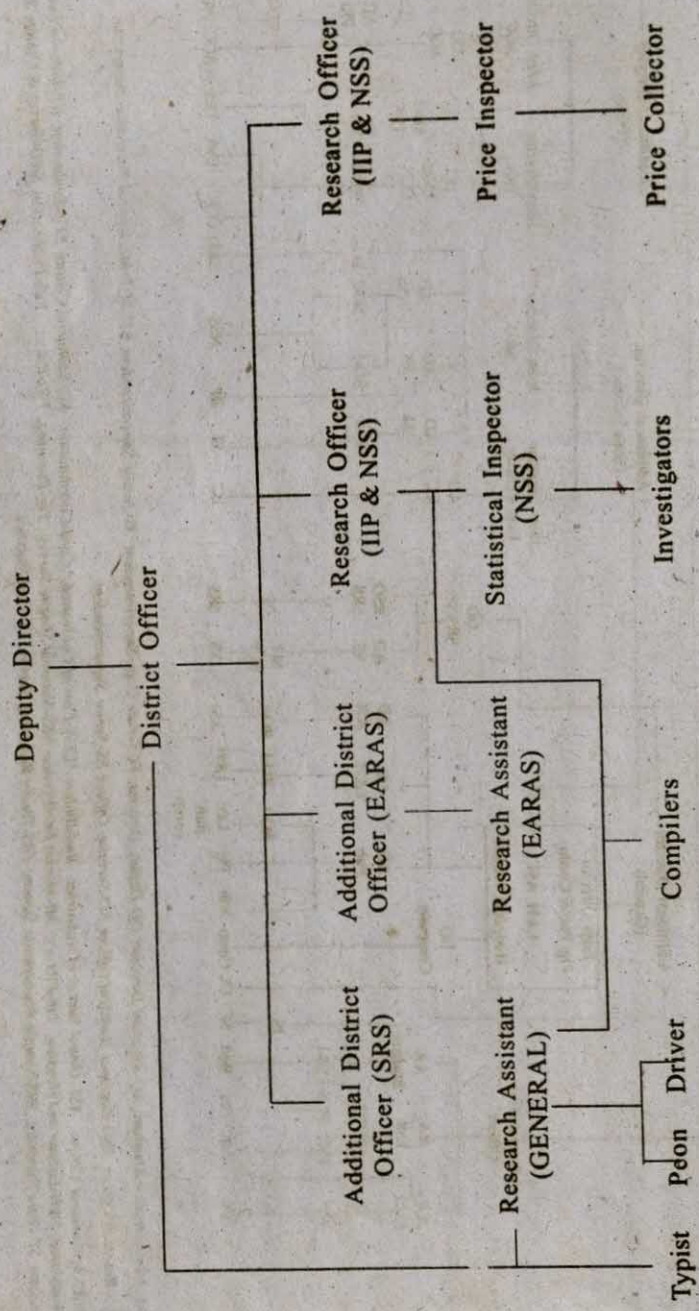 Deputy Director
District Officer
Additional District
Officer (SRS)
Additional District
Officer (EARAS)
Research Officer
(IIP & NSS)
Research Officer
(IIP & NSS)
Research Assistant
(GENERAL)
Research Assistant
(EARAS)
Statistical Inspector
(NSS)
Price Inspector
Typist
Peon
Driver
Compilers
Investigators
Price Collector